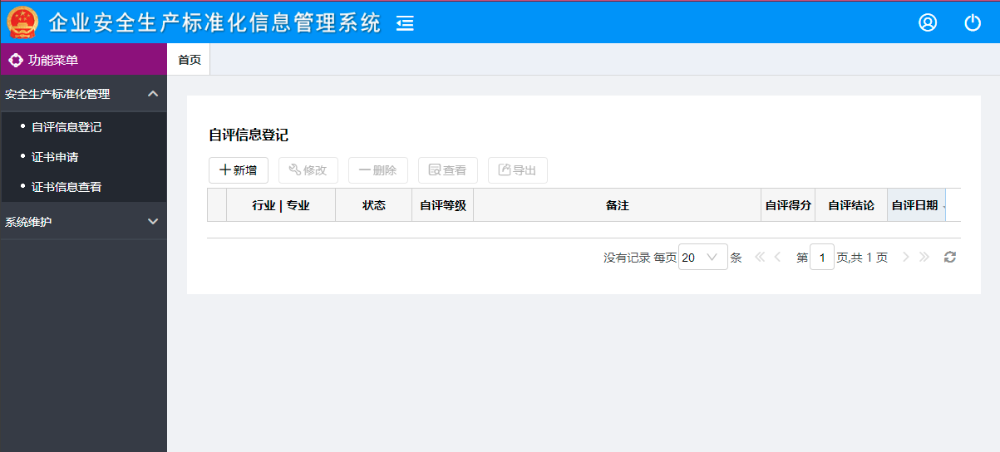 企业安全生产标准化信息管理系统
功能菜单
首页
安全生产标准化管理
自评信息登记
证书申请
证书信息查看
系统维护
自评信息登记
新增 修改 删除 查看 导出
行业 | 专业 状态 自评等级 备注 自评得分 自评结论 自评日期
没有记录 每页 20 条 第 1 页,共 1 页